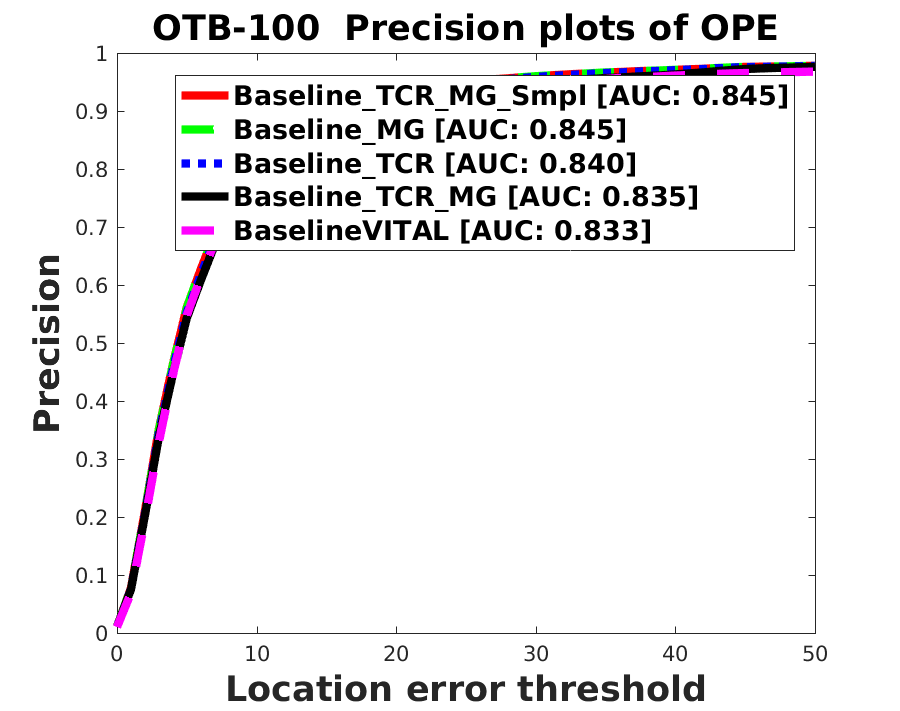 OTB-100  Precision plots of OPE
1
0.9
0.8
0.7
0.6
0.5
0.4
0.3
0.2
0.1
0
Precision
Baseline_TCR_MG_Smpl [AUC: 0.845]
Baseline_MG [AUC: 0.845]
Baseline_TCR [AUC: 0.840]
Baseline_TCR_MG [AUC: 0.835]
BaselineVITAL [AUC: 0.833]
0 10 20 30 40 50
Location error threshold